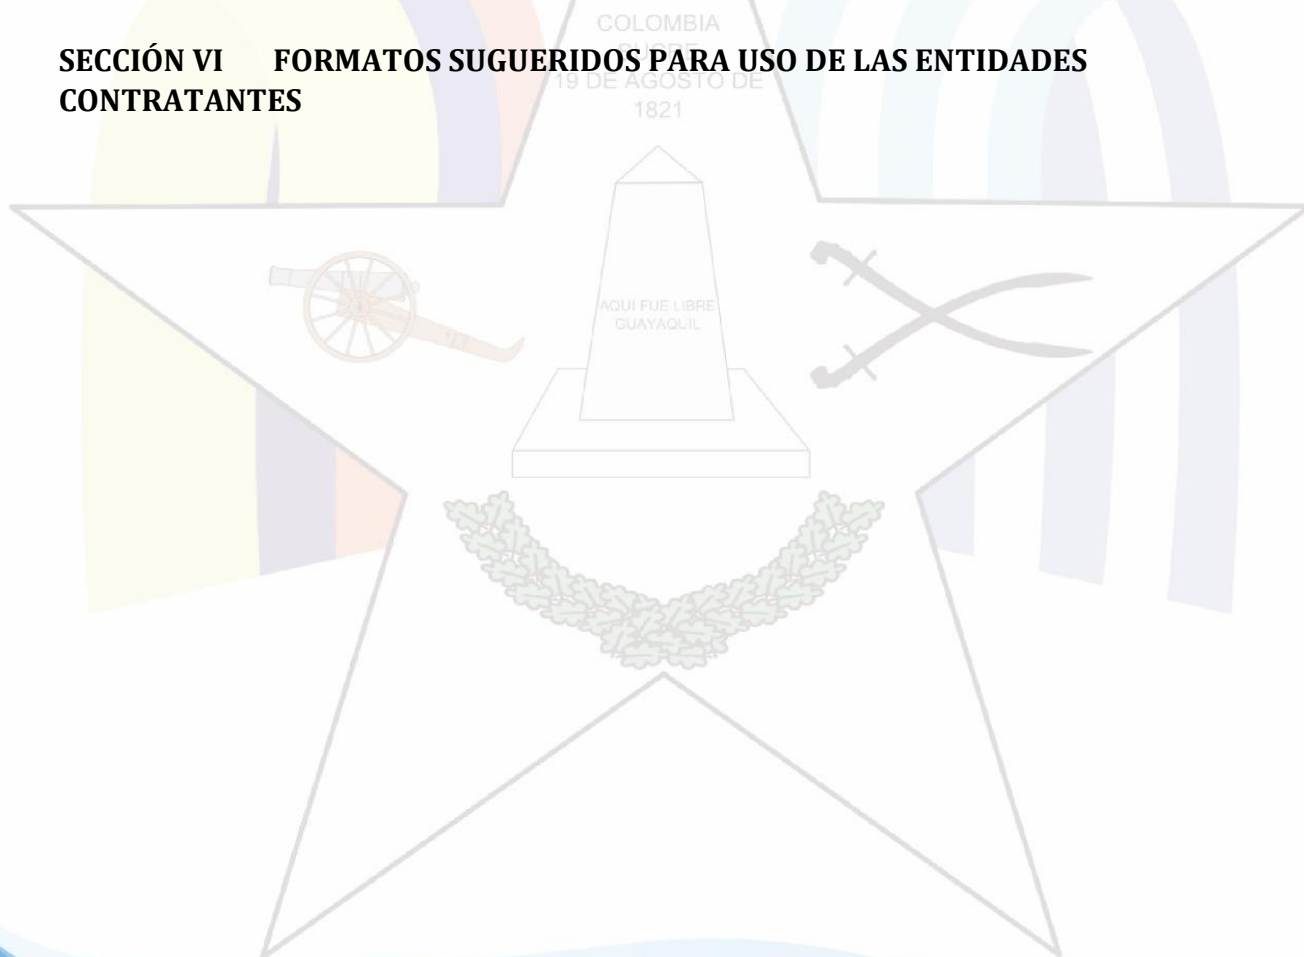 COLOMBIA
SUCRE
SECCIÓN VI FORMATOS SUGUERIDOS PARA USO DE LAS ENTIDADES
19 DE AGOSTO DE
CONTRATANTES
1821
AQUI FUE LIBRE
GUAYAQUIL